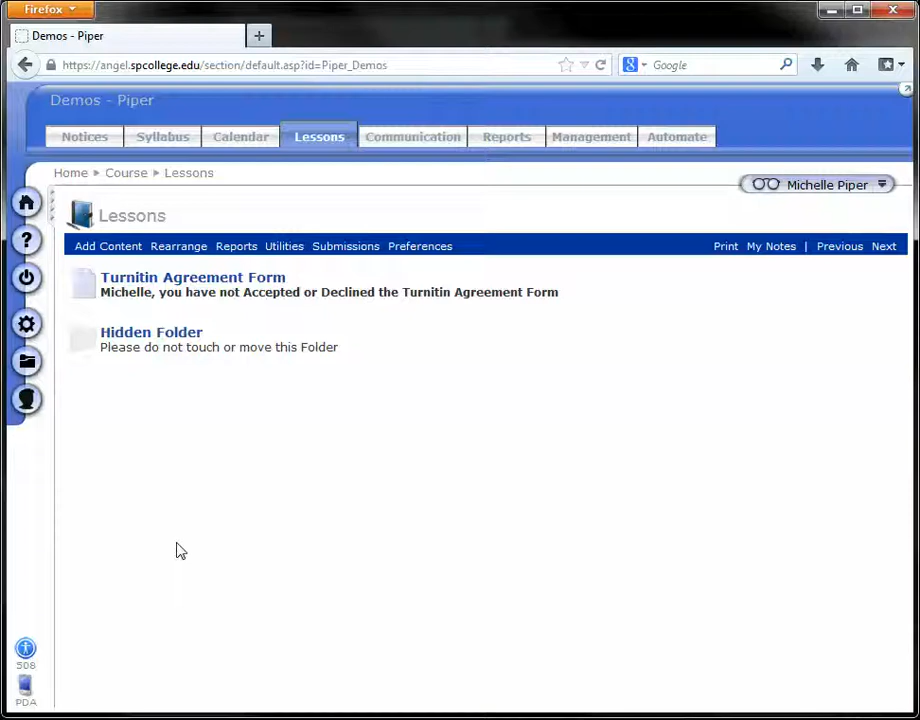 Firefox
Demos - Piper
https://angel.spcollege.edu/section/default.asp?id=Piper_Demos
Google
Demos - Piper
Notices Syllabus Calendar Lessons Communication Reports Management Automate
Home Course Lessons
Michelle Piper
Lessons
Add Content Rearrange Reports Utilities Submissions Preferences Print My Notes | Previous Next
Turnitin Agreement Form
Michelle, you have not Accepted or Declined the Turnitin Agreement Form
Hidden Folder
Please do not touch or move this Folder
508
PDA